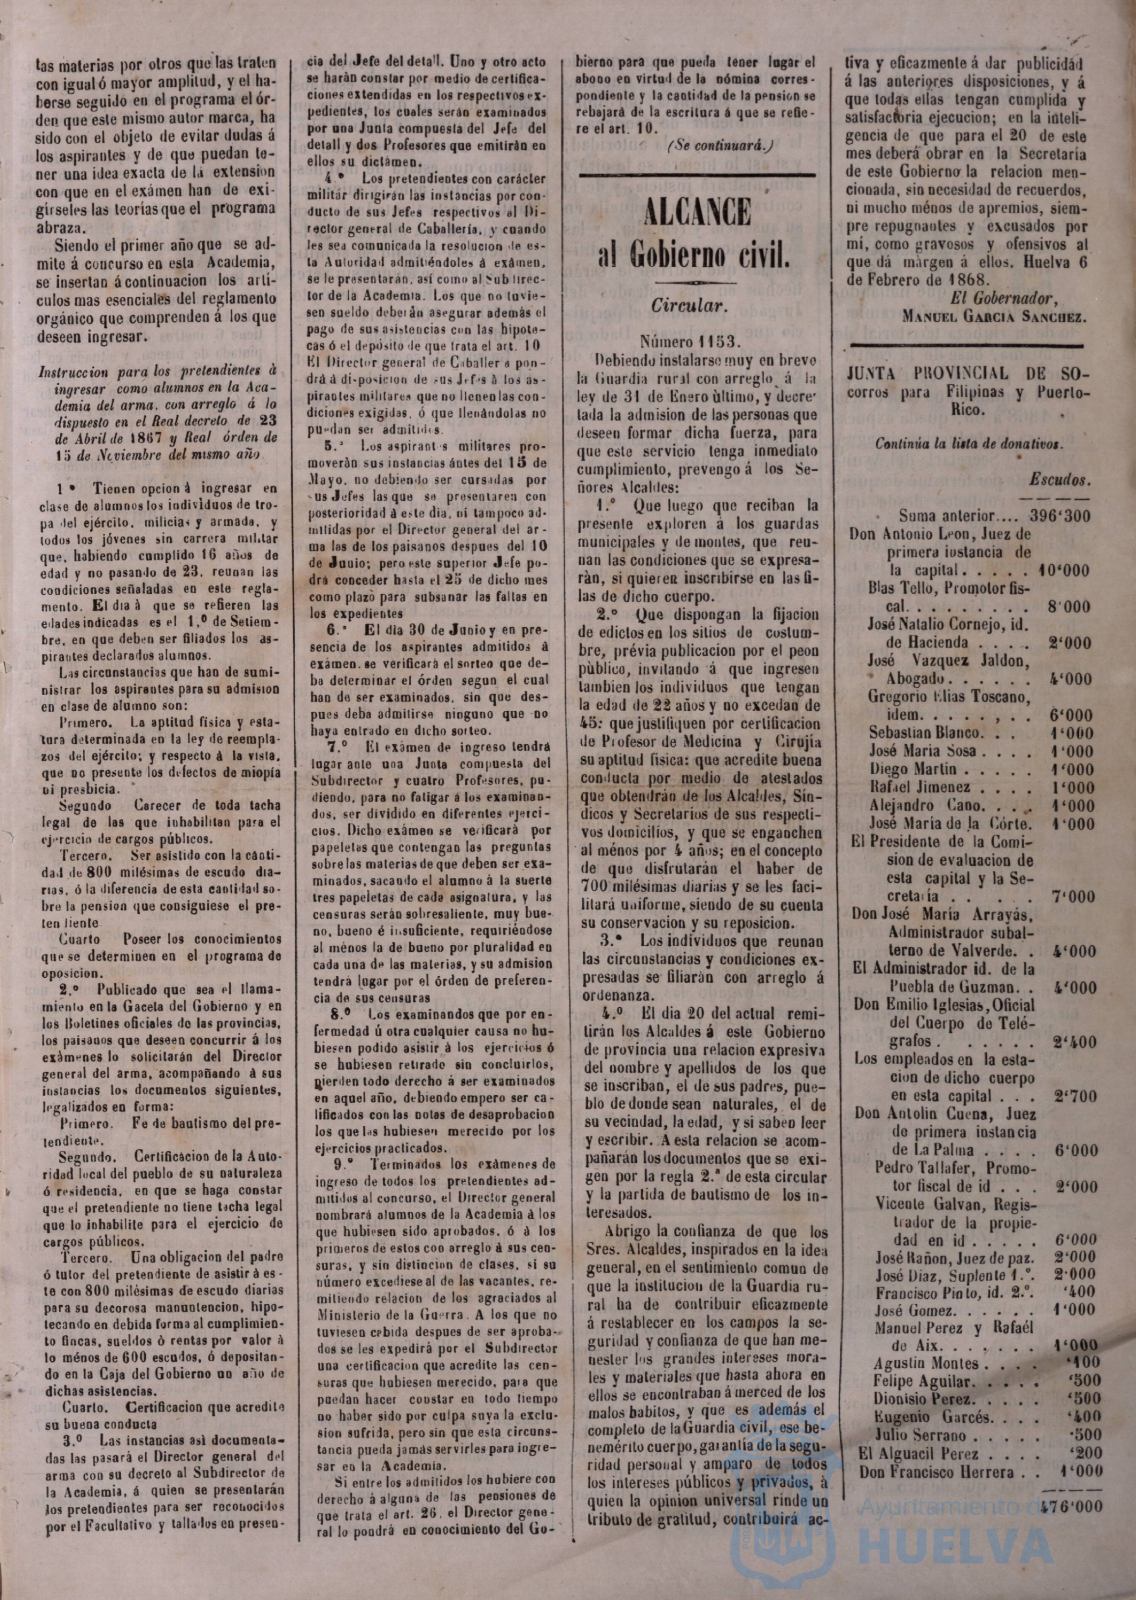 tas materias por otros que las traten
con igual ó mayor amplitud, y el ha-
berse seguido en el programa el ór-
den que este mismo autor marca, ha
sido con el objeto de evitar dudas á
los aspirantes y de que puedan te-
ner una idea exacta de la extension
con que en el exámen han de exi-
gírseles las teorías que el programa
abraza.
Siendo el primer año que se ad-
mite á concurso en esta Academia,
se insertan á continuacion los artí-
culos mas esenciales del reglamento
orgánico que comprenden á los que
deseen ingresar.
Instruccion para los pretendientes á
ingresar como alumnos en la Aca-
demia del arma, con arreglo á lo
dispuesto en el Real decreto de 23
de Abril de 1867 y Real órden de
15 de Noviembre del mismo año.
1.º Tienen opcion á ingresar en
clase de alumnos los individuos de tro-
pa del ejército, milicias y armada, y
todos los jóvenes sin carrera militar
que, habiendo cumplido 16 años de
edad y no pasando de 23, reunan las
condiciones señaladas en este regla-
mento. El dia á que se refieren las
edades indicadas es el 1.º de Setiem-
bre, en que deben ser filiados los as-
pirantes declarados alumnos.
Las circunstancias que han de sumi-
nistrar los aspirantes para su admision
en clase de alumno son:
Primero. La aptitud física y esta-
tura determinada en la ley de reempla-
zos del ejército; y respecto á la vista,
que no presente los defectos de miopía
ni presbicia.
Segundo Carecer de toda tacha
legal de las que inhabilitan para el
ejercicio de cargos públicos.
Tercero. Ser asistido con la canti-
dad de 800 milésimas de escudo dia-
rias, ó la diferencia de esta cantidad so-
bre la pension que consiguiese el pre-
tendiente
Cuarto Poseer los conocimientos
que se determinen en el programa de
oposicion.
2.º Publicado que sea el llama-
miento en la Gaceta del Gobierno y en
los Boletines oficiales de las provincias,
los paisanos que deseen concurrir á los
exámenes lo solicitarán del Director
general del arma, acompañando á sus
instancias los documentos siguientes,
legalizados en forma:
Primero. Fe de bautismo del pre-
tendiente.
Segundo. Certificacion de la Auto-
ridad local del pueblo de su naturaleza
ó residencia, en que se haga constar
que el pretendiente no tiene tacha legal
que lo inhabilite para el ejercicio de
cargos públicos.
Tercero. Una obligacion del padre
ó tutor del pretendiente de asistir á es-
te con 800 milésimas de escudo diarias
para su decorosa manutencion, hipo-
tecando en debida forma al cumplimien-
to fincas, sueldos ó rentas por valor á
lo ménos de 600 escudos, ó depositan-
do en la Caja del Gobierno un año de
dichas asistencias.
Cuarto. Certificacion que acredite
su buena conducta
3.º Las instancias asi documenta-
das las pasará el Director general del
arma con su decreto al Subdirector de
la Academia, á quien se presentarán
los pretendientes para ser reconocidos
por el Facultativo y tallados en presen-
cia del Jefe del detall. Uno y otro acto
se harán constar por medio de certifica-
ciones extendidas en los respectivos ex-
pedientes, los cuales serán examinados
por una Junta compuesta del Jefe del
detall y dos Profesores que emitirán en
ellos su dictámen.
4.º Los pretendientes con carácter
militar dirigirán las instancias por con-
ducto de sus Jefes respectivos al Di-
rector general de Caballería, y cuando
les sea comunicada la resolucion de es-
ta Autoridad admitiéndoles á exámen,
se le presentarán, así como al Subdirec-
tor de la Academia. Los que no tuvie-
sen sueldo deberán asegurar además el
pago de sus asistencias con las hipote-
cas ó el depósito de que trata el art. 10
El Director general de Caballería pon-
drá á disposicion de sus Jefes á los as-
pirantes militares que no llenen las con-
diciones exigidas, ó que llenándolas no
puedan ser admitidos.
5.º Los aspirantes militares pro-
moverán sus instancias ántes del 15 de
Mayo, no debiendo ser cursadas por
sus Jefes las que se presentaren con
posterioridad á este dia, ni tampoco ad-
mitidas por el Director general del ar-
ma las de los paisanos despues del 10
de Junio; pero este superior Jefe po-
drá conceder hasta el 25 de dicho mes
como plazo para subsanar las faltas en
los expedientes
6.º El dia 30 de Junio y en pre-
sencia de los aspirantes admitidos á
exámen, se verificará el sorteo que de-
ba determinar el órden segun el cual
han de ser examinados, sin que des-
pues deba admitirse ninguno que no
haya entrado en dicho sorteo.
7.º El exámen de ingreso tendrá
lugar ante una Junta compuesta del
Subdirector y cuatro Profesores, pu-
diendo, para no fatigar á los examinan-
dos, ser dividido en diferentes ejerci-
cios. Dicho exámen se verificará por
papeletas que contengan las preguntas
sobre las materias de que deben ser exa-
minados, sacando el alumno á la suerte
tres papeletas de cada asignatura, y las
censuras serán sobresaliente, muy bue-
no, bueno é insuficiente, requiriéndose
al ménos la de bueno por pluralidad en
cada una de las materias, y su admision
tendrá lugar por el órden de preferen-
cia de sus censuras
8.º Los examinandos que por en-
fermedad ú otra cualquier causa no hu-
biesen podido asistir á los ejercicios ó
se hubiesen retirado sin concluirlos,
pierden todo derecho á ser examinados
en aquel año, debiendo empero ser ca-
lificados con las notas de desaprobacion
los que las hubiesen merecido por los
ejercicios practicados.
9.º Terminados los exámenes de
ingreso de todos los pretendientes ad-
mitidos al concurso, el Director general
nombrará alumnos de la Academia á los
que hubiesen sido aprobados, ó á los
primeros de estos con arreglo á sus cen-
suras, y sin distincion de clases, si su
número excediese al de las vacantes, re-
mitiendo relacion de los agraciados al
Ministerio de la Guerra. A los que no
tuviesen cabida despues de ser aproba-
dos se les expedirá por el Subdirector
una certificacion que acredite las cen-
suras que hubiesen merecido, para que
puedan hacer constar en todo tiempo
no haber sido por culpa suya la exclu-
sion sufrida, pero sin que esta circuns-
tancia pueda jamás servirles para ingre-
sar en la Academia.
Si entre los admitidos los hubiere con
derecho á alguna de las pensiones de
que trata el art. 26, el Director gene-
ral lo pondrá en conocimiento del Go-
bierno para que pueda tener lugar el
abono en virtud de la nómina corres-
pondiente y la cantidad de la pension se
rebajará de la escritura á que se refie-
re el art. 10.
(Se continuará.)
ALCANCE
al Gobierno civil.
Circular.
Número 1153.
Debiendo instalarse muy en breve
la Guardia rural con arreglo á la
ley de 31 de Enero último, y decre-
tada la admision de las personas que
deseen formar dicha fuerza, para
que este servicio tenga inmediato
cumplimiento, prevengo á los Se-
ñores Alcaldes:
1.º Que luego que reciban la
presente exploren á los guardas
municipales y de montes, que reu-
nan las condiciones que se expresa-
rán, si quieren inscribirse en las fi-
las de dicho cuerpo.
2.º Que dispongan la fijacion
de edictos en los sitios de costum-
bre, prévia publicacion por el peon
público, invitando á que ingresen
tambien los individuos que tengan
la edad de 22 años y no excedan de
45: que justifiquen por certificacion
de Profesor de Medicina y Cirujia
su aptitud física: que acredite buena
conducta por medio de atestados
que obtendrán de los Alcaldes, Sín-
dicos y Secretarios de sus respecti-
vos domicilios, y que se enganchen
al ménos por 4 años; en el concepto
de que disfrutarán el haber de
700 milésimas diarias y se les faci-
litará uniforme, siendo de su cuenta
su conservacion y su reposicion.
3.º Los individuos que reunan
las circunstancias y condiciones ex-
presadas se filiarán con arreglo á
ordenanza.
4.º El dia 20 del actual remi-
tirán los Alcaldes á este Gobierno
de provincia una relacion expresiva
del nombre y apellidos de los que
se inscriban, el de sus padres, pue-
blo de donde sean naturales, el de
su vecindad, la edad, y si saben leer
y escribir. A esta relacion se acom-
pañarán los documentos que se exi-
gen por la regla 2.ª de esta circular
y la partida de bautismo de los in-
teresados.
Abrigo la confianza de que los
Sres. Alcaldes, inspirados en la idea
general, en el sentimiento comun de
que la institucion de la Guardia ru-
ral ha de contribuir eficazmente
á restablecer en los campos la se-
guridad y confianza de que han me-
nester los grandes intereses mora-
les y materiales que hasta ahora en
ellos se encontraban á merced de los
malos habitos, y que es además el
completo de la Guardia civil, ese be-
nemérito cuerpo, garantía de la segu-
ridad personal y amparo de todos
los intereses públicos y privados, á
quien la opinion universal rinde un
tributo de gratitud, contribuirá ac-
tiva y eficazmente á dar publicidad
á las anteriores disposiciones, y á
que todas ellas tengan cumplida y
satisfactoria ejecucion; en la inteli-
gencia de que para el 20 de este
mes deberá obrar en la Secretaría
de este Gobierno la relacion men-
cionada, sin necesidad de recuerdos,
ni mucho ménos de apremios, siem-
pre repugnantes y excusados por
mí, como gravosos y ofensivos al
que dá márgen á ellos. Huelva 6
de Febrero de 1868.
El Gobernador,
MANUEL GARCIA SANCHEZ.
JUNTA PROVINCIAL DE SO-
corros para Filipinas y Puerto-
Rico.
Continúa la lista de donativos.
Escudos.
Suma anterior.... 396'300
Don Antonio Leon, Juez de
primera instancia de
la capital. . . . . 10'000
Blas Tello, Promotor fis-
cal. . . . . . . . . 8'000
José Natalio Cornejo, id.
de Hacienda . . . . 2'000
José Vazquez Jaldon,
Abogado. . . . . . 4'000
Gregorio Elias Toscano,
idem. . . . . . . . 6'000
Sebastian Blanco. . . 1'000
José Maria Sosa . . . . 1'000
Diego Martin . . . . . 1'000
Rafael Jimenez . . . . 1'000
Alejandro Cano. . . . 1'000
José Maria de la Córte. 1'000
El Presidente de la Comi-
sion de evaluacion de
esta capital y la Se-
cretaría . . . . . 7'000
Don José María Arrayás,
Administrador subal-
terno de Valverde. . 4'000
El Administrador id. de la
Puebla de Guzman. . 4'000
Don Emilio Iglesias, Oficial
del Cuerpo de Telé-
grafos . . . . . . 2'400
Los empleados en la esta-
cion de dicho cuerpo
en esta capital . . . 2'700
Don Antolin Cuena, Juez
de primera instancia
de La Palma . . . . 6'000
Pedro Tallafer, Promo-
tor fiscal de id . . . 2'000
Vicente Galvan, Regis-
trador de la propie-
dad en id . . . . . 6'000
José Rañon, Juez de paz. 2'000
José Diaz, Suplente 1.º. 2'000
Francisco Pinto, id. 2.º. '400
José Gomez. . . . . . 1'000
Manuel Perez y Rafaél
de Aix. . . . . . . 1'000
Agustin Montes . . . . '100
Felipe Aguilar. . . . . '500
Dionisio Perez. . . . . '500
Eugenio Garcés. . . . '400
Julio Serrano . . . . . '500
El Alguacil Perez . . . . '200
Don Francisco Herrera . . 1'000
476'000
Ayuntamiento de
HUELVA